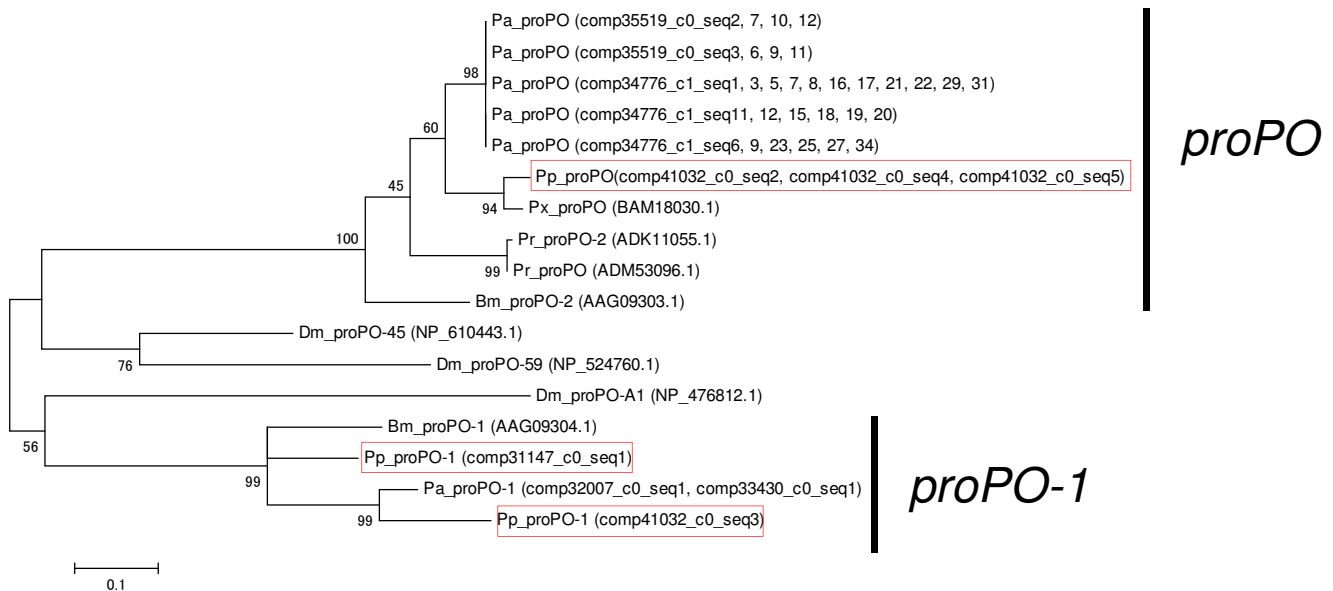 Pa_proPO (comp35519_c0_seq2, 7, 10, 12)
Pa_proPO (comp35519_c0_seq3, 6, 9, 11)
98
Pa_proPO (comp34776_c1_seq1, 3, 5, 7, 8, 16, 17, 21, 22, 29, 31)
Pa_proPO (comp34776_c1_seq11, 12, 15, 18, 19, 20)
60
proPO
Pa_proPO (comp34776_c1_seq6, 9, 23, 25, 27, 34)
Pp_proPO(comp41032_c0_seq2, comp41032_c0_seq4, comp41032_c0_seq5)
45
94
Px_proPO (BAM18030.1)
100
Pr_proPO-2 (ADK11055.1)
99
Pr_proPO (ADM53096.1)
Bm_proPO-2 (AAG09303.1)
Dm_proPO-45 (NP_610443.1)
76
Dm_proPO-59 (NP_524760.1)
Dm_proPO-A1 (NP_476812.1)
Bm_proPO-1 (AAG09304.1)
56
Pp_proPO-1 (comp31147_c0_seq1)
99
Pa_proPO-1 (comp32007_c0_seq1, comp33430_c0_seq1)
proPO-1
99
Pp_proPO-1 (comp41032_c0_seq3)
0.1